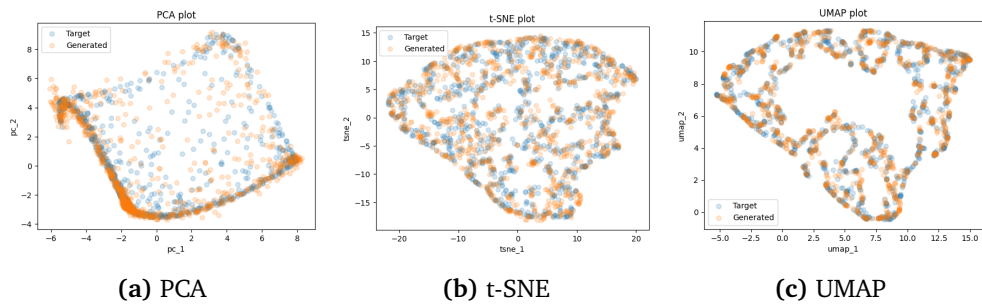 PCA plot
Target
Generated
pc_2
8
6
4
2
0
−2
−4
−6 −4 −2 0 2 4 6 8
pc_1
(a) PCA
t-SNE plot
Target
Generated
tsne_2
15
10
5
0
−5
−10
−15
−20 −10 0 10 20
tsne_1
(b) t-SNE
UMAP plot
umap_2
10
8
6
4
2
0
Target
Generated
−5.0 −2.5 0.0 2.5 5.0 7.5 10.0 12.5 15.0
umap_1
(c) UMAP